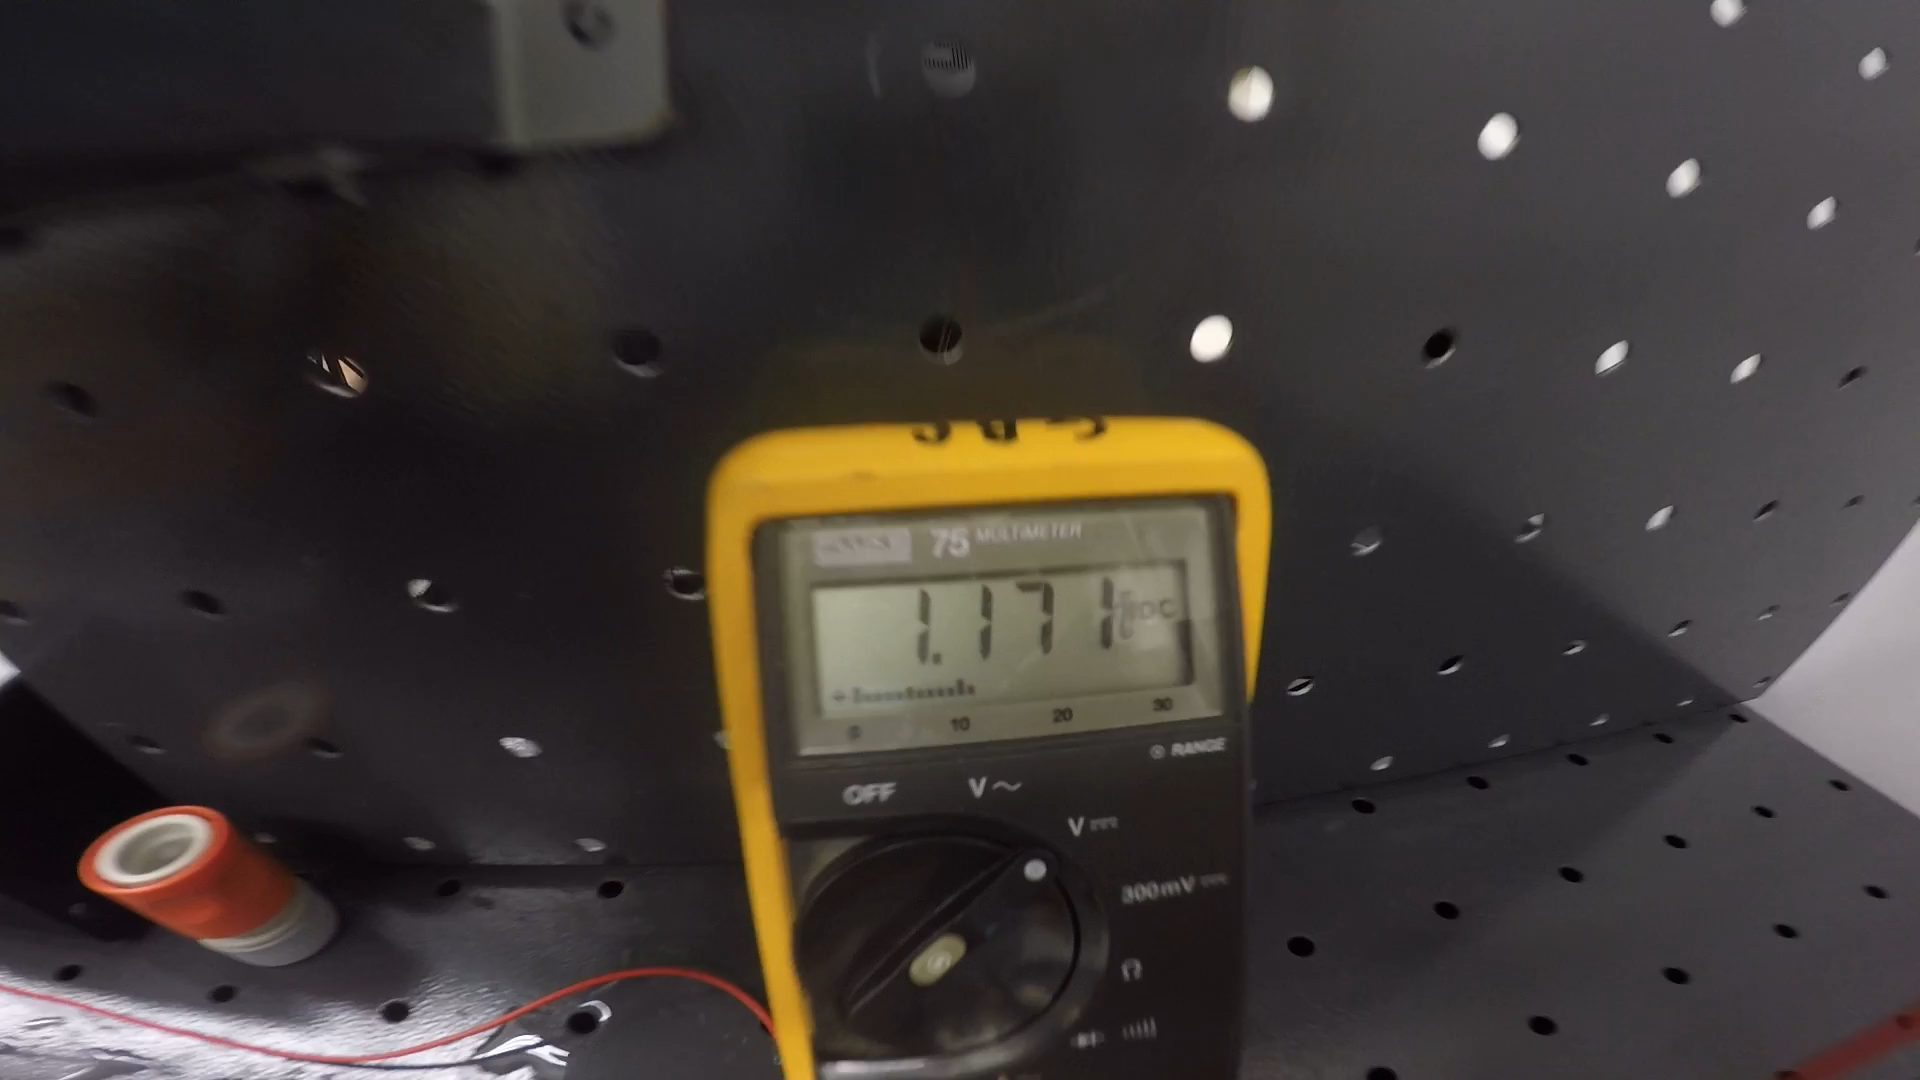 75 MULTIMETER
1.171 DC
0 10 20 30
RANGE
OFF V~
V⎓
300mV⎓
Ω